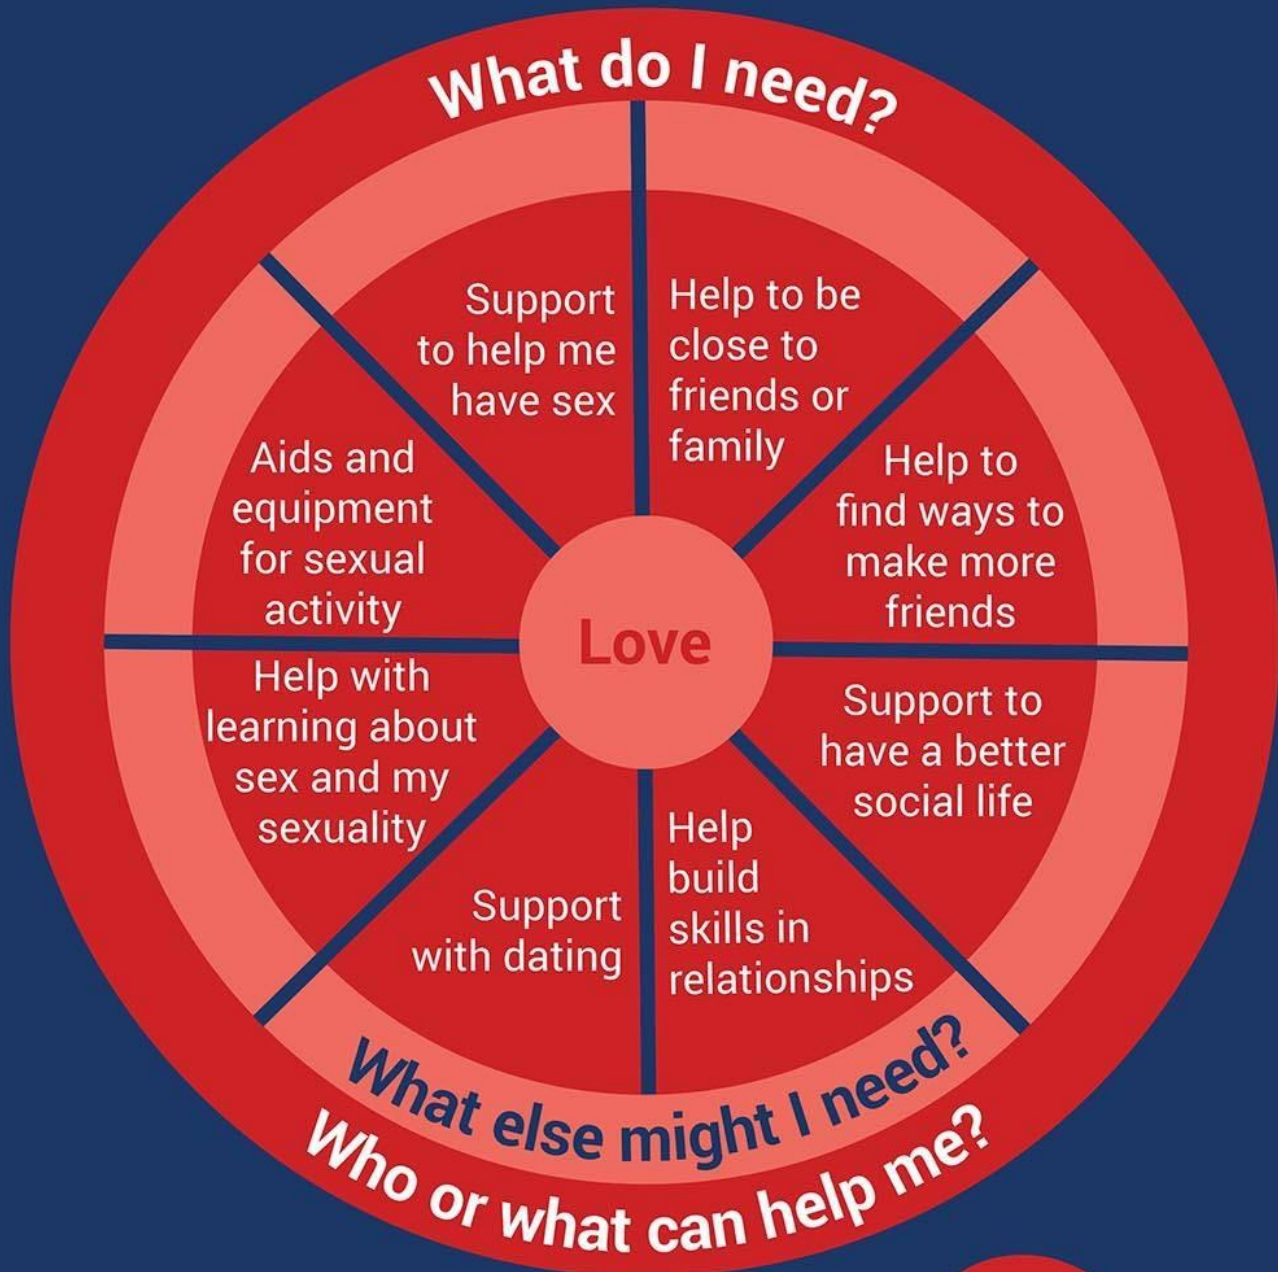 What do I need?
Support
to help me
have sex
Help to be
close to
friends or
family
Help to
find ways to
make more
friends
Support to
have a better
social life
Help
build
skills in
relationships
Support
with dating
Help with
learning about
sex and my
sexuality
Aids and
equipment
for sexual
activity
Love
What else might I need?
Who or what can help me?